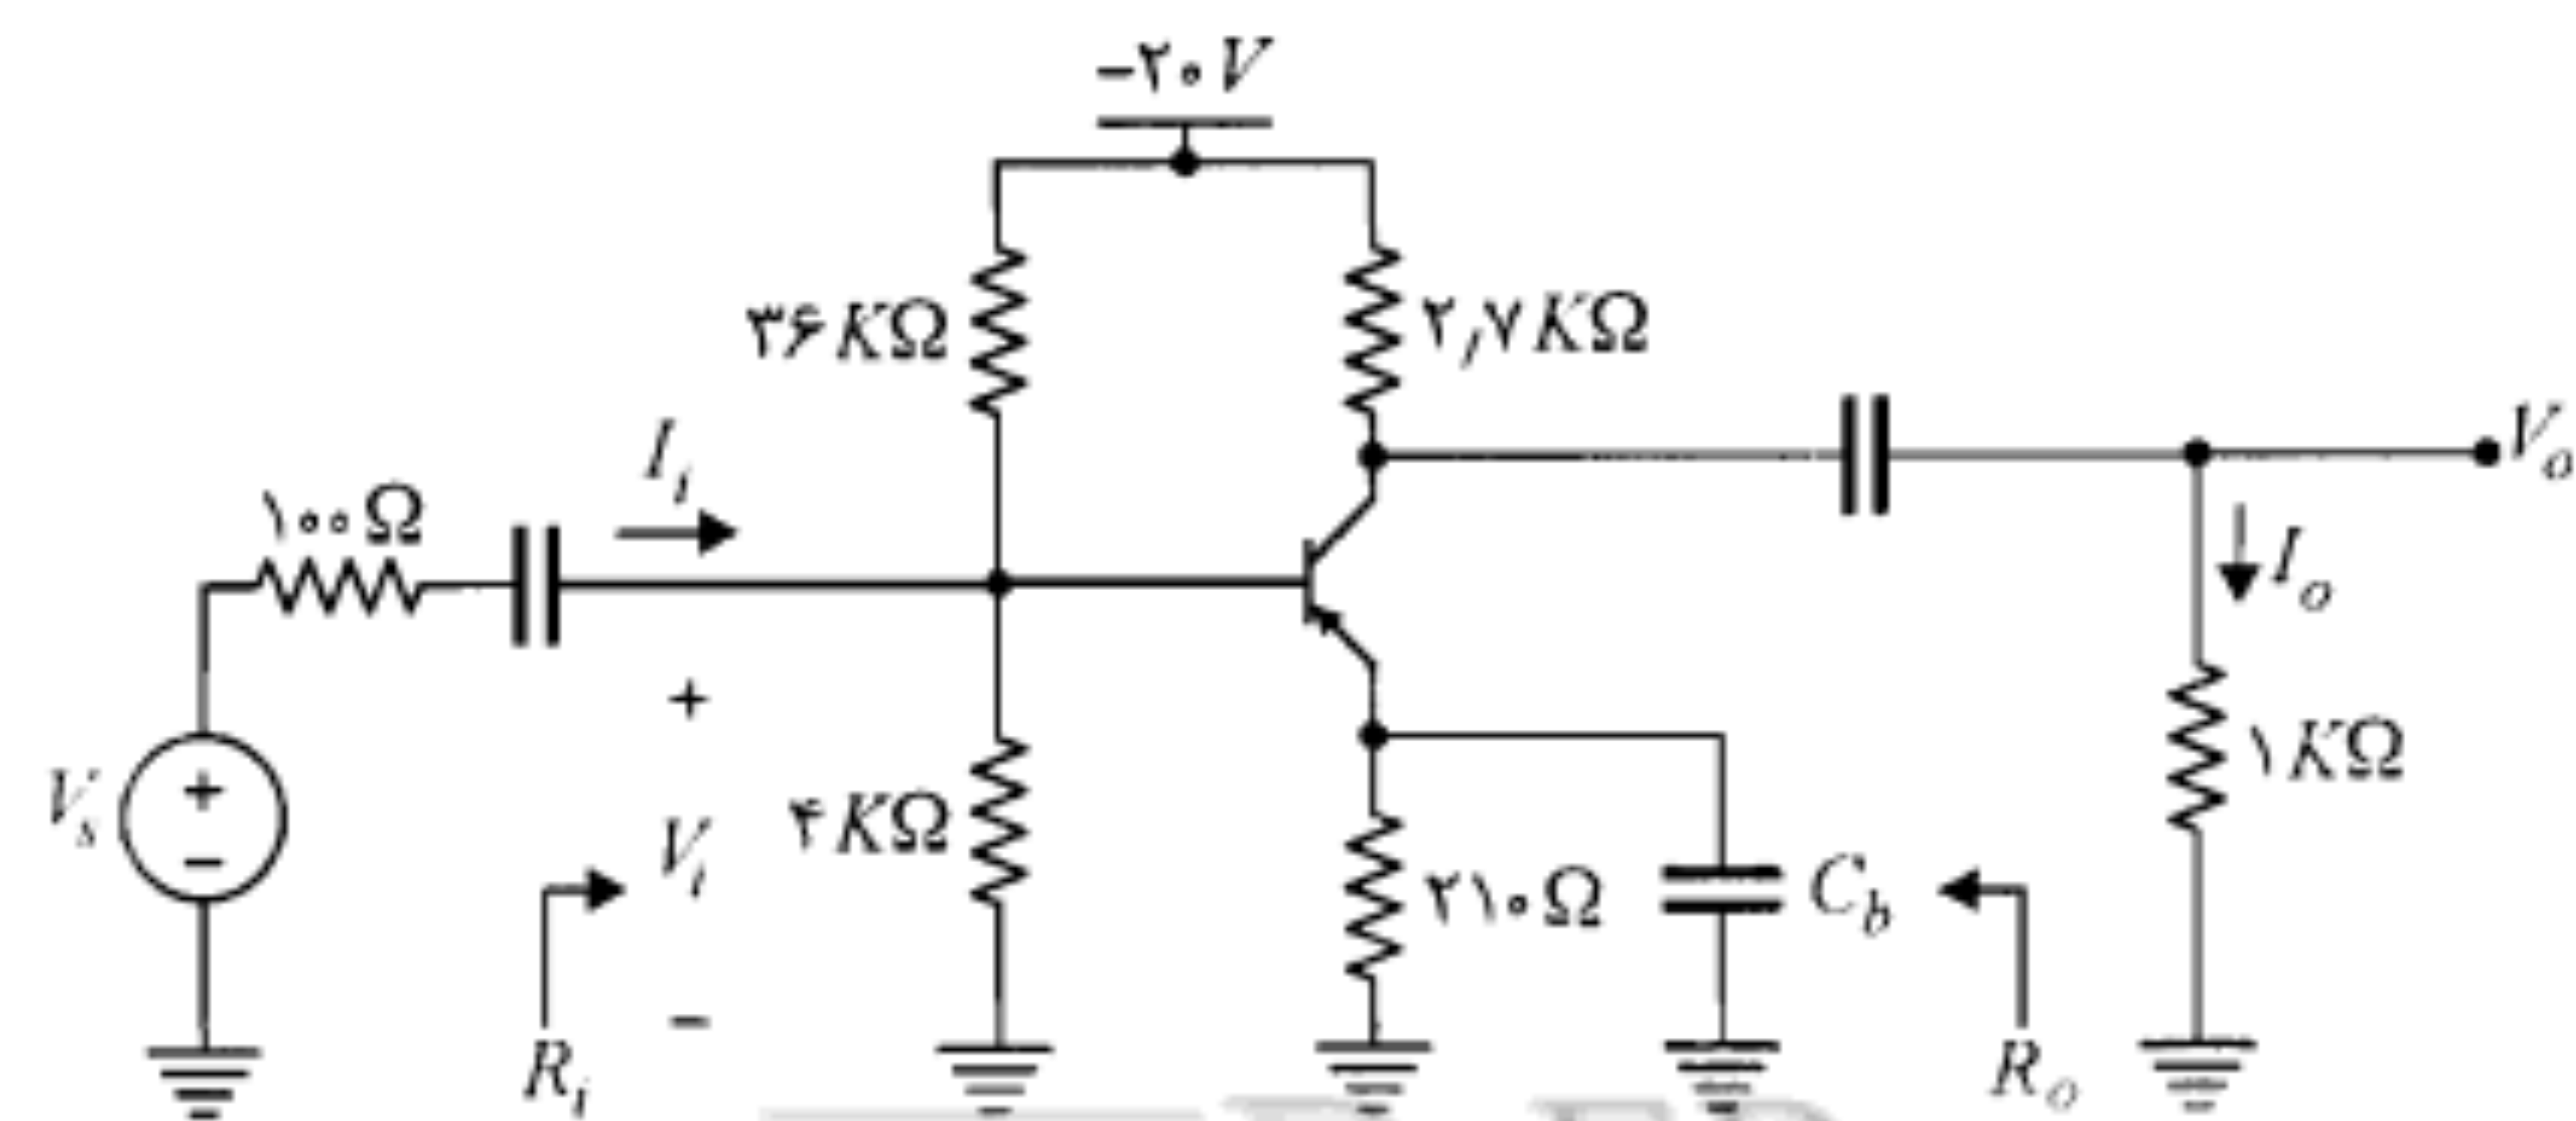 −۲۰V
۳۶KΩ
۲٫۷KΩ
V_o
I_i
۱۰۰Ω
I_o
+
V_s
+
−
V_i
۴KΩ
۲۱۰Ω
C_b
۱KΩ
−
R_i
R_o